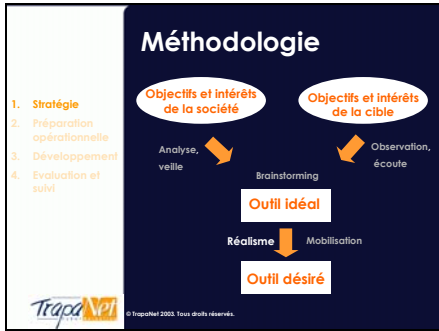 Méthodologie
1. Stratégie
2. Préparation
opérationnelle
3. Développement
4. Evaluation et
suivi
Objectifs et intérêts
de la société
Objectifs et intérêts
de la cible
Analyse,
veille
Observation,
écoute
Brainstorming
Outil idéal
Réalisme
Mobilisation
Outil désiré
TrapaNet
© TrapaNet 2003. Tous droits réservés.